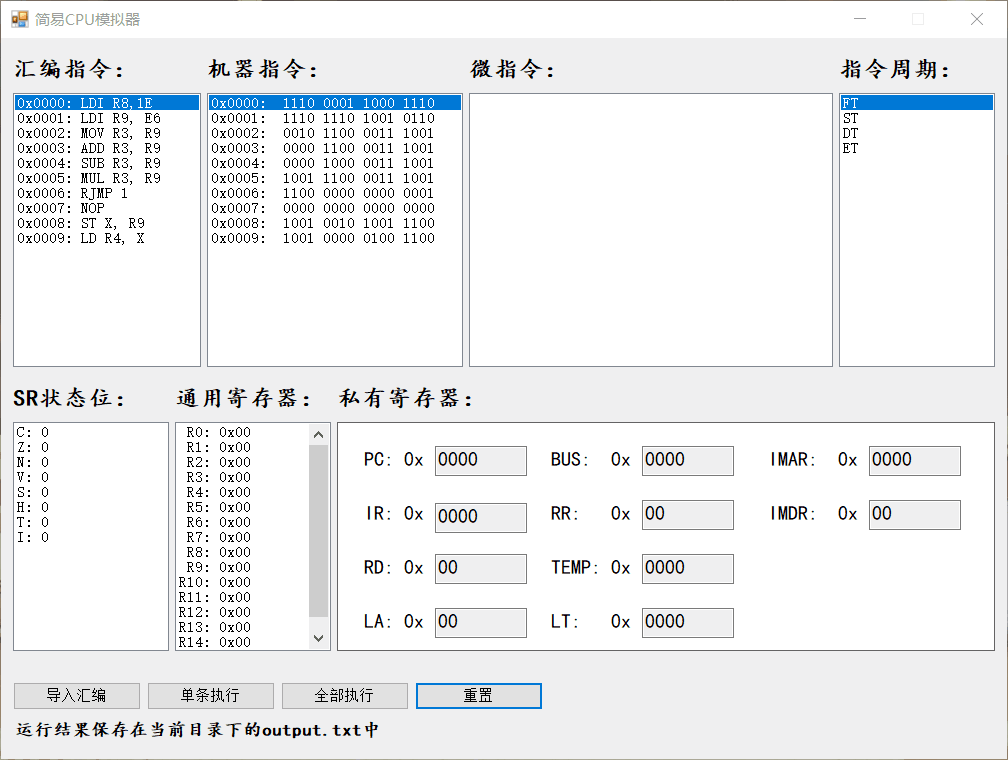 简易CPU模拟器
汇编指令: 机器指令: 微指令: 指令周期:
0x0000: LDI R8,1E
0x0001: LDI R9, E6
0x0002: MOV R3, R9
0x0003: ADD R3, R9
0x0004: SUB R3, R9
0x0005: MUL R3, R9
0x0006: RJMP 1
0x0007: NOP
0x0008: ST X, R9
0x0009: LD R4, X
0x0000: 1110 0001 1000 1110
0x0001: 1110 1110 1001 0110
0x0002: 0010 1100 0011 1001
0x0003: 0000 1100 0011 1001
0x0004: 0000 1000 0011 1001
0x0005: 1001 1100 0011 1001
0x0006: 1100 0000 0000 0001
0x0007: 0000 0000 0000 0000
0x0008: 1001 0010 1001 1100
0x0009: 1001 0000 0100 1100
FT
ST
DT
ET
SR状态位: 通用寄存器: 私有寄存器:
C: 0
Z: 0
N: 0
V: 0
S: 0
H: 0
T: 0
I: 0
R0: 0x00
R1: 0x00
R2: 0x00
R3: 0x00
R4: 0x00
R5: 0x00
R6: 0x00
R7: 0x00
R8: 0x00
R9: 0x00
R10: 0x00
R11: 0x00
R12: 0x00
R13: 0x00
R14: 0x00
PC: 0x 0000 BUS: 0x 0000 IMAR: 0x 0000
IR: 0x 0000 RR: 0x 00 IMDR: 0x 00
RD: 0x 00 TEMP: 0x 0000
LA: 0x 00 LT: 0x 0000
导入汇编 单条执行 全部执行 重置
运行结果保存在当前目录下的output.txt中